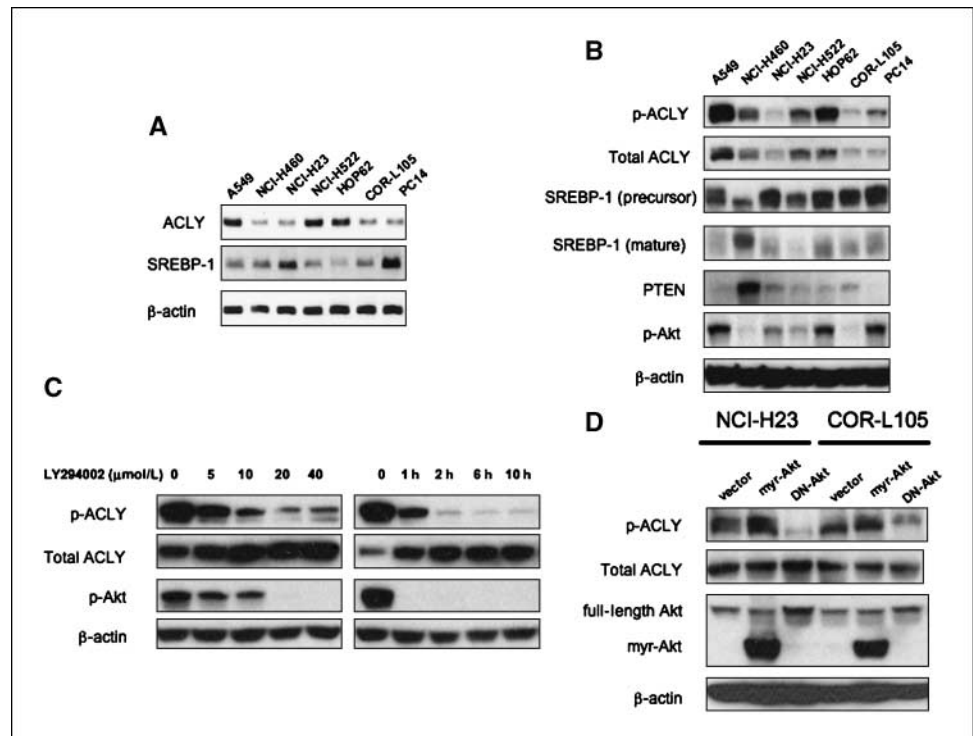 A
A549 NCI-H460 NCI-H23 NCI-H522 HOP62 COR-L105 PC14
ACLY
SREBP-1
β-actin
B
A549 NCI-H460 NCI-H23 NCI-H522 HOP62 COR-L105 PC14
p-ACLY
Total ACLY
SREBP-1 (precursor)
SREBP-1 (mature)
PTEN
p-Akt
β-actin
C
LY294002 (μmol/L) 0 5 10 20 40 0 1 h 2 h 6 h 10 h
p-ACLY
Total ACLY
p-Akt
β-actin
D
NCI-H23 COR-L105
vector myr-Akt DN-Akt vector myr-Akt DN-Akt
p-ACLY
Total ACLY
full-length Akt
myr-Akt
β-actin